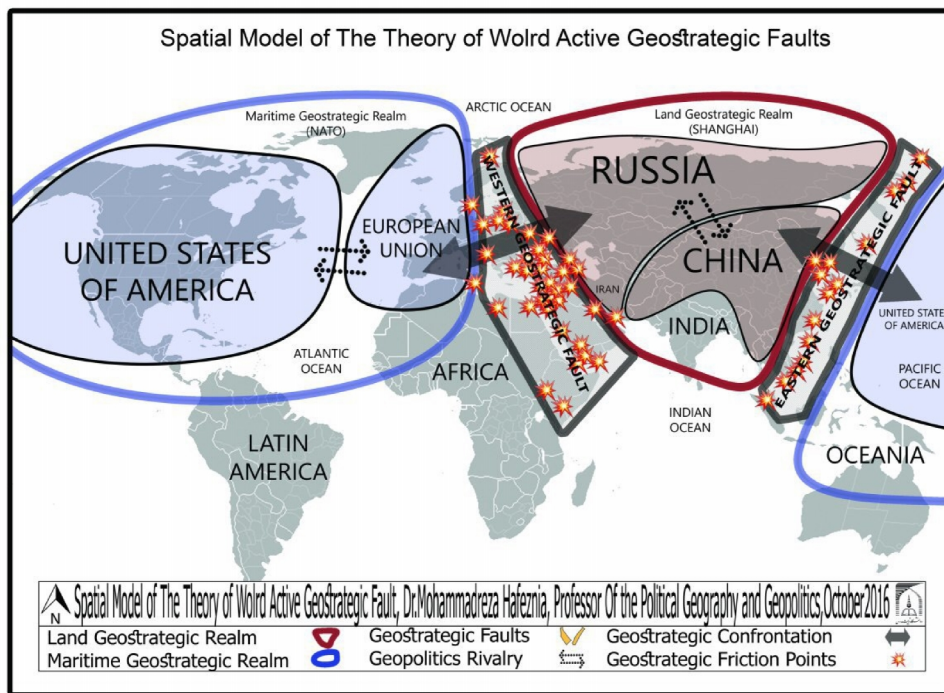 Spatial Model of The Theory of Wolrd Active Geostrategic Faults
ARCTIC OCEAN
Maritime Geostrategic Realm
(NATO)
Land Geostrategic Realm
(SHANGHAI)
RUSSIA
WESTERN GEOSTRATEGIC FAULT
EASTERN GEOSTRATEGIC FAULT
EUROPEAN
UNION
UNITED STATES
OF AMERICA
CHINA
IRAN
INDIA
UNITED STATES
OF AMERICA
ATLANTIC
OCEAN
AFRICA
PACIFIC
OCEAN
INDIAN
OCEAN
LATIN
AMERICA
OCEANIA
N
Spatial Model of The Theory of Wolrd Active Geostrategic Fault, Dr.Mohammadreza Hafeznia, Professor Of the Political Geography and Geopolitics,October2016
Land Geostrategic Realm
Geostrategic Faults
Geostrategic Confrontation
Maritime Geostrategic Realm
Geopolitics Rivalry
Geostrategic Friction Points